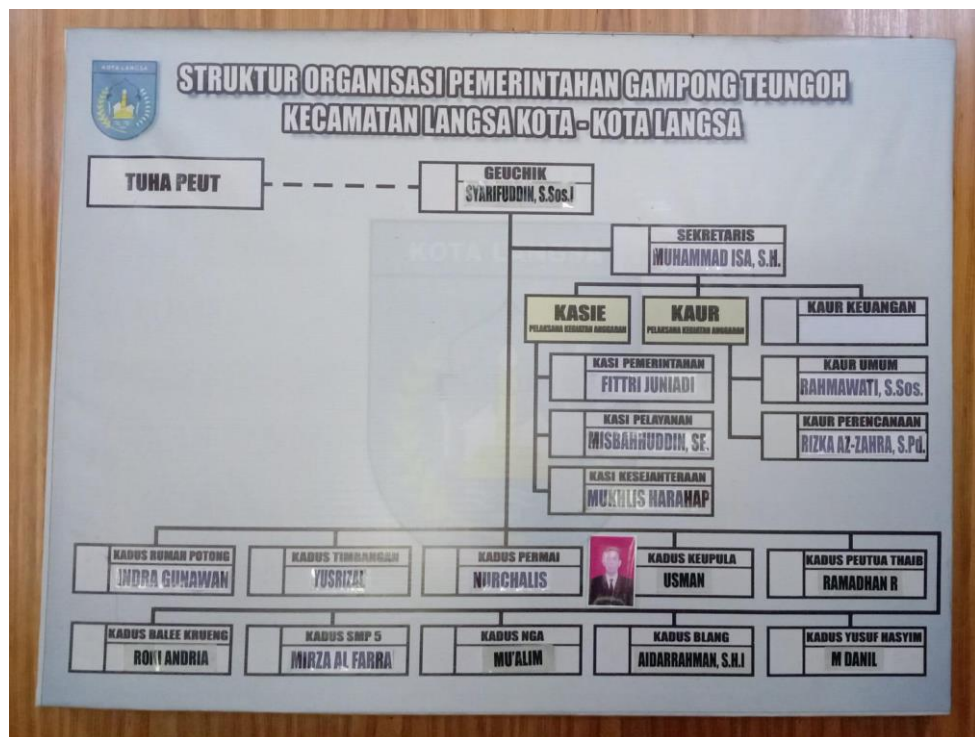 KOTA LANGSA
STRUKTUR ORGANISASI PEMERINTAHAN GAMPONG TEUNGOH
KECAMATAN LANGSA KOTA - KOTA LANGSA
TUHA PEUT
GEUCHIK
SYARIFUDDIN, S.Sos.I
KOTA LANGSA
SEKRETARIS
MUHAMMAD ISA, S.H.
KASIE
PELAKSANA KEGIATAN ANGGARAN
KAUR
PELAKSANA KEGIATAN ANGGARAN
KAUR KEUANGAN
KASI PEMERINTAHAN
FITTRI JUNIADI
KAUR UMUM
RAHMAWATI, S.Sos.
KASI PELAYANAN
MISBAHHUDDIN, SE.
KAUR PERENCANAAN
RIZKA AZ-ZAHRA, S.Pd.
KASI KESEJAHTERAAN
MUKHLIS HARAHAP
KADUS RUMAH POTONG
INDRA GUNAWAN
KADUS TIMBANGAN
YUSRIZAL
KADUS PERMAI
NURCHALIS
KADUS KEUPULA
USMAN
KADUS PEUTUA THAIB
RAMADHAN R
KADUS BALEE KRUENG
RONI ANDRIA
KADUS SMP 5
MIRZA AL FARRA
KADUS NGA
MU'ALIM
KADUS BLANG
AIDARRAHMAN, S.H.I
KADUS YUSUF HASYIM
M DANIL